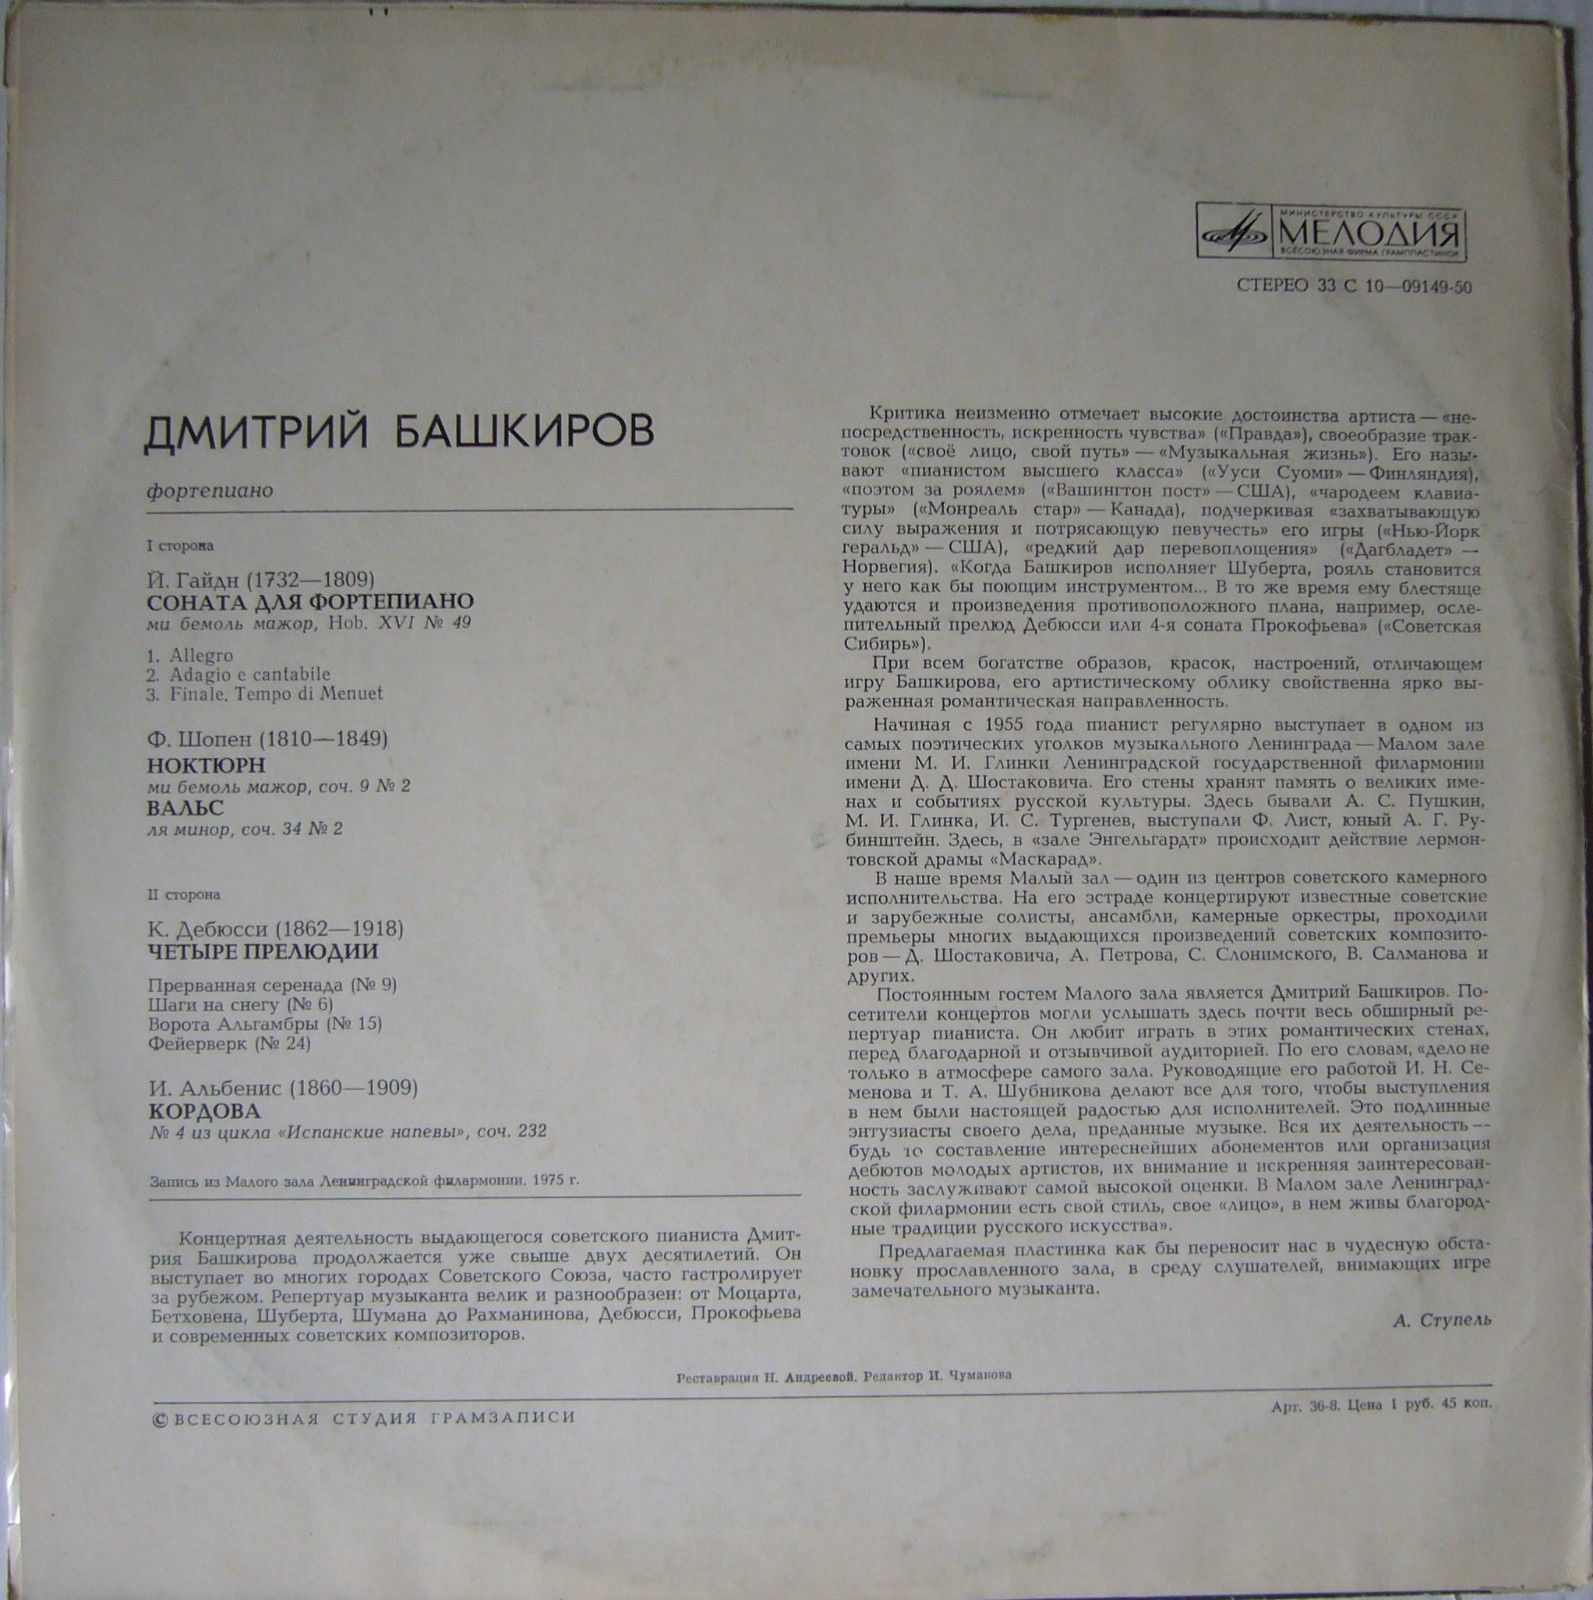 МИНИСТЕРСТВО КУЛЬТУРЫ СССР
МЕЛОДИЯ
ВСЕСОЮЗНАЯ ФИРМА ГРАМПЛАСТИНОК
СТЕРЕО 33 С 10—09149-50
ДМИТРИЙ БАШКИРОВ
фортепиано
I сторона
Й. Гайдн (1732—1809)
СОНАТА ДЛЯ ФОРТЕПИАНО
ми бемоль мажор, Hob. XVI № 49
1. Allegro
2. Adagio e cantabile
3. Finale. Tempo di Menuet
Ф. Шопен (1810—1849)
НОКТЮРН
ми бемоль мажор, соч. 9 № 2
ВАЛЬС
ля минор, соч. 34 № 2
II сторона
К. Дебюсси (1862—1918)
ЧЕТЫРЕ ПРЕЛЮДИИ
Прерванная серенада (№ 9)
Шаги на снегу (№ 6)
Ворота Альгамбры (№ 15)
Фейерверк (№ 24)
И. Альбенис (1860—1909)
КОРДОВА
№ 4 из цикла «Испанские напевы», соч. 232
Запись из Малого зала Ленинградской филармонии. 1975 г.
Концертная деятельность выдающегося советского пианиста Дмит-
рия Башкирова продолжается уже свыше двух десятилетий. Он
выступает во многих городах Советского Союза, часто гастролирует
за рубежом. Репертуар музыканта велик и разнообразен: от Моцарта,
Бетховена, Шуберта, Шумана до Рахманинова, Дебюсси, Прокофьева
и современных советских композиторов.
Критика неизменно отмечает высокие достоинства артиста — «не-
посредственность, искренность чувства» («Правда»), своеобразие трак-
товок («своё лицо, свой путь» — «Музыкальная жизнь»). Его назы-
вают «пианистом высшего класса» («Ууси Суоми» — Финляндия),
«поэтом за роялем» («Вашингтон пост» — США), «чародеем клавиа-
туры» («Монреаль стар» — Канада), подчеркивая «захватывающую
силу выражения и потрясающую певучесть» его игры («Нью-Йорк
геральд» — США), «редкий дар перевоплощения» («Дагбладет» —
Норвегия). «Когда Башкиров исполняет Шуберта, рояль становится
у него как бы поющим инструментом... В то же время ему блестяще
удаются и произведения противоположного плана, например, осле-
пительный прелюд Дебюсси или 4-я соната Прокофьева» («Советская
Сибирь»).
При всем богатстве образов, красок, настроений, отличающем
игру Башкирова, его артистическому облику свойственна ярко вы-
раженная романтическая направленность.
Начиная с 1955 года пианист регулярно выступает в одном из
самых поэтических уголков музыкального Ленинграда — Малом зале
имени М. И. Глинки Ленинградской государственной филармонии
имени Д. Д. Шостаковича. Его стены хранят память о великих име-
нах и событиях русской культуры. Здесь бывали А. С. Пушкин,
М. И. Глинка, И. С. Тургенев, выступали Ф. Лист, юный А. Г. Ру-
бинштейн. Здесь, в «зале Энгельгардт» происходит действие лермон-
товской драмы «Маскарад».
В наше время Малый зал — один из центров советского камерного
исполнительства. На его эстраде концертируют известные советские
и зарубежные солисты, ансамбли, камерные оркестры, проходили
премьеры многих выдающихся произведений советских композито-
ров — Д. Шостаковича, А. Петрова, С. Слонимского, В. Салманова и
других.
Постоянным гостем Малого зала является Дмитрий Башкиров. По-
сетители концертов могли услышать здесь почти весь обширный ре-
пертуар пианиста. Он любит играть в этих романтических стенах,
перед благодарной и отзывчивой аудиторией. По его словам, «дело не
только в атмосфере самого зала. Руководящие его работой И. Н. Се-
менова и Т. А. Шубникова делают все для того, чтобы выступления
в нем были настоящей радостью для исполнителей. Это подлинные
энтузиасты своего дела, преданные музыке. Вся их деятельность —
будь то составление интереснейших абонементов или организация
дебютов молодых артистов, их внимание и искренняя заинтересован-
ность заслуживают самой высокой оценки. В Малом зале Ленинград-
ской филармонии есть свой стиль, свое «лицо», в нем живы благород-
ные традиции русского искусства».
Предлагаемая пластинка как бы переносит нас в чудесную обста-
новку прославленного зала, в среду слушателей, внимающих игре
замечательного музыканта.
А. Ступель
Реставрация Н. Андреевой. Редактор И. Чумакова
© ВСЕСОЮЗНАЯ СТУДИЯ ГРАМЗАПИСИ
Арт. 36-8. Цена 1 руб. 45 коп.